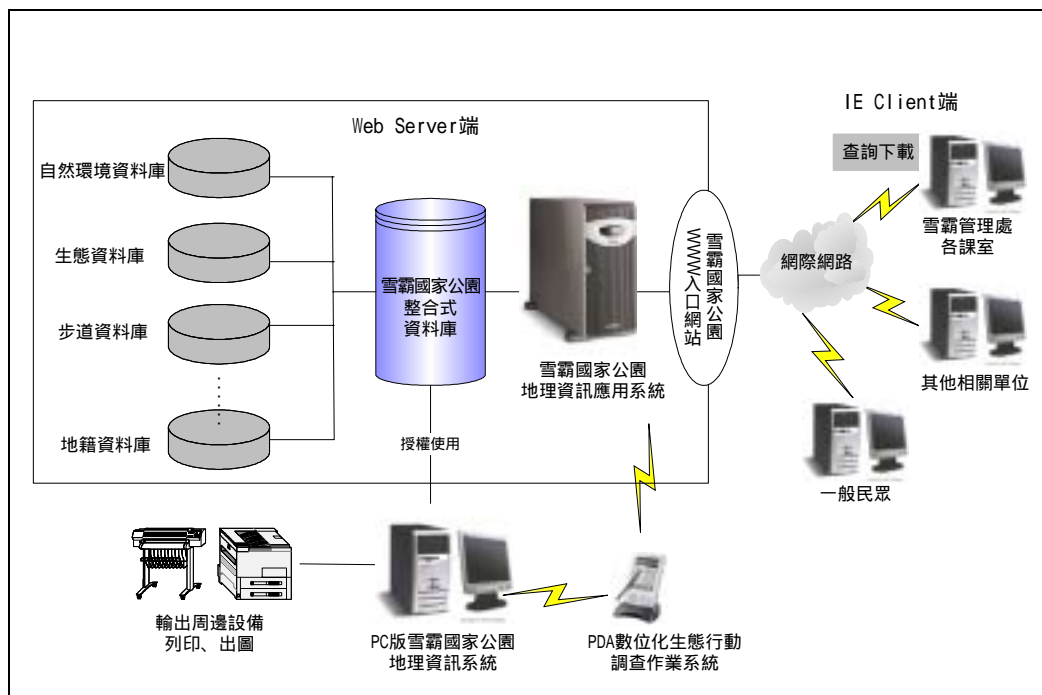 IE Client端
Web Server端
查詢下載
自然環境資料庫
生態資料庫
步道資料庫
地籍資料庫
雪霸國家公園
整合式
資料庫
雪霸國家公園
地理資訊應用系統
雪霸國家公園
WWW入口網站
網際網路
雪霸管理處
各課室
其他相關單位
一般民眾
授權使用
輸出周邊設備
列印、出圖
PC版雪霸國家公園
地理資訊系統
PDA數位化生態行動
調查作業系統